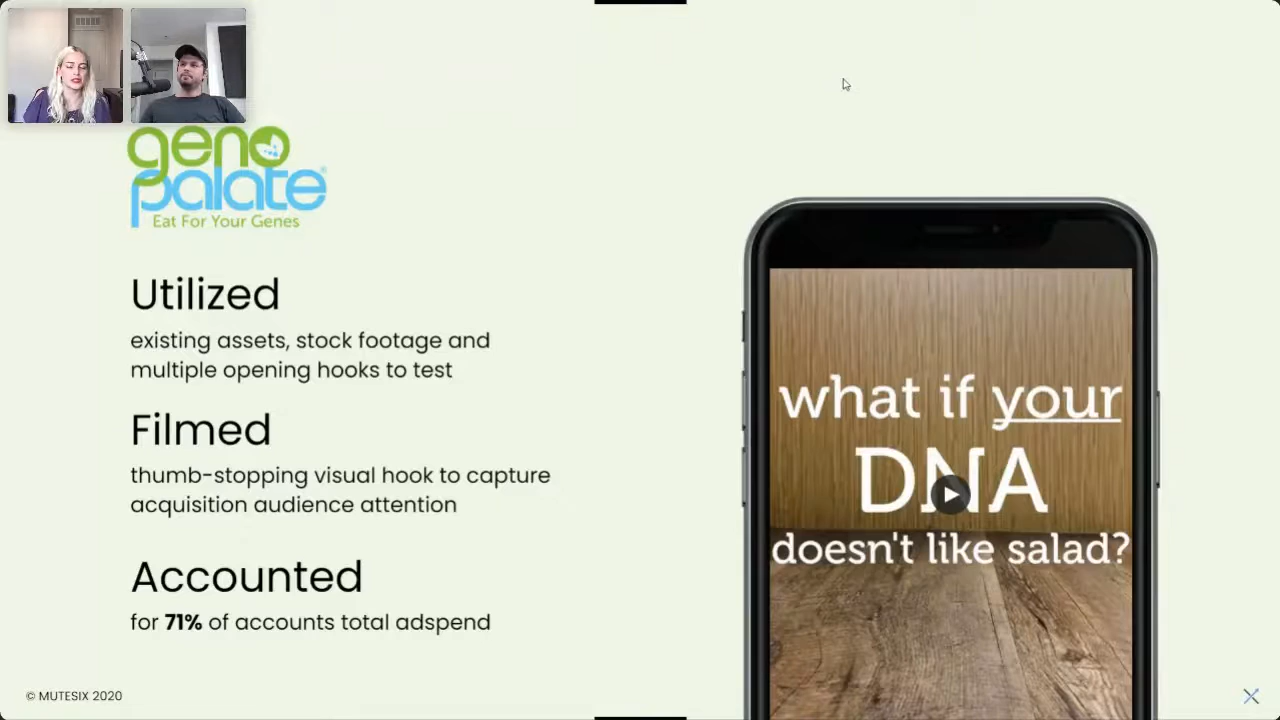 geno
palate®
Eat For Your Genes
Utilized
existing assets, stock footage and
multiple opening hooks to test
Filmed
thumb-stopping visual hook to capture
acquisition audience attention
Accounted
for 71% of accounts total adspend
what if your
DNA
doesn't like salad?
© MUTESIX 2020